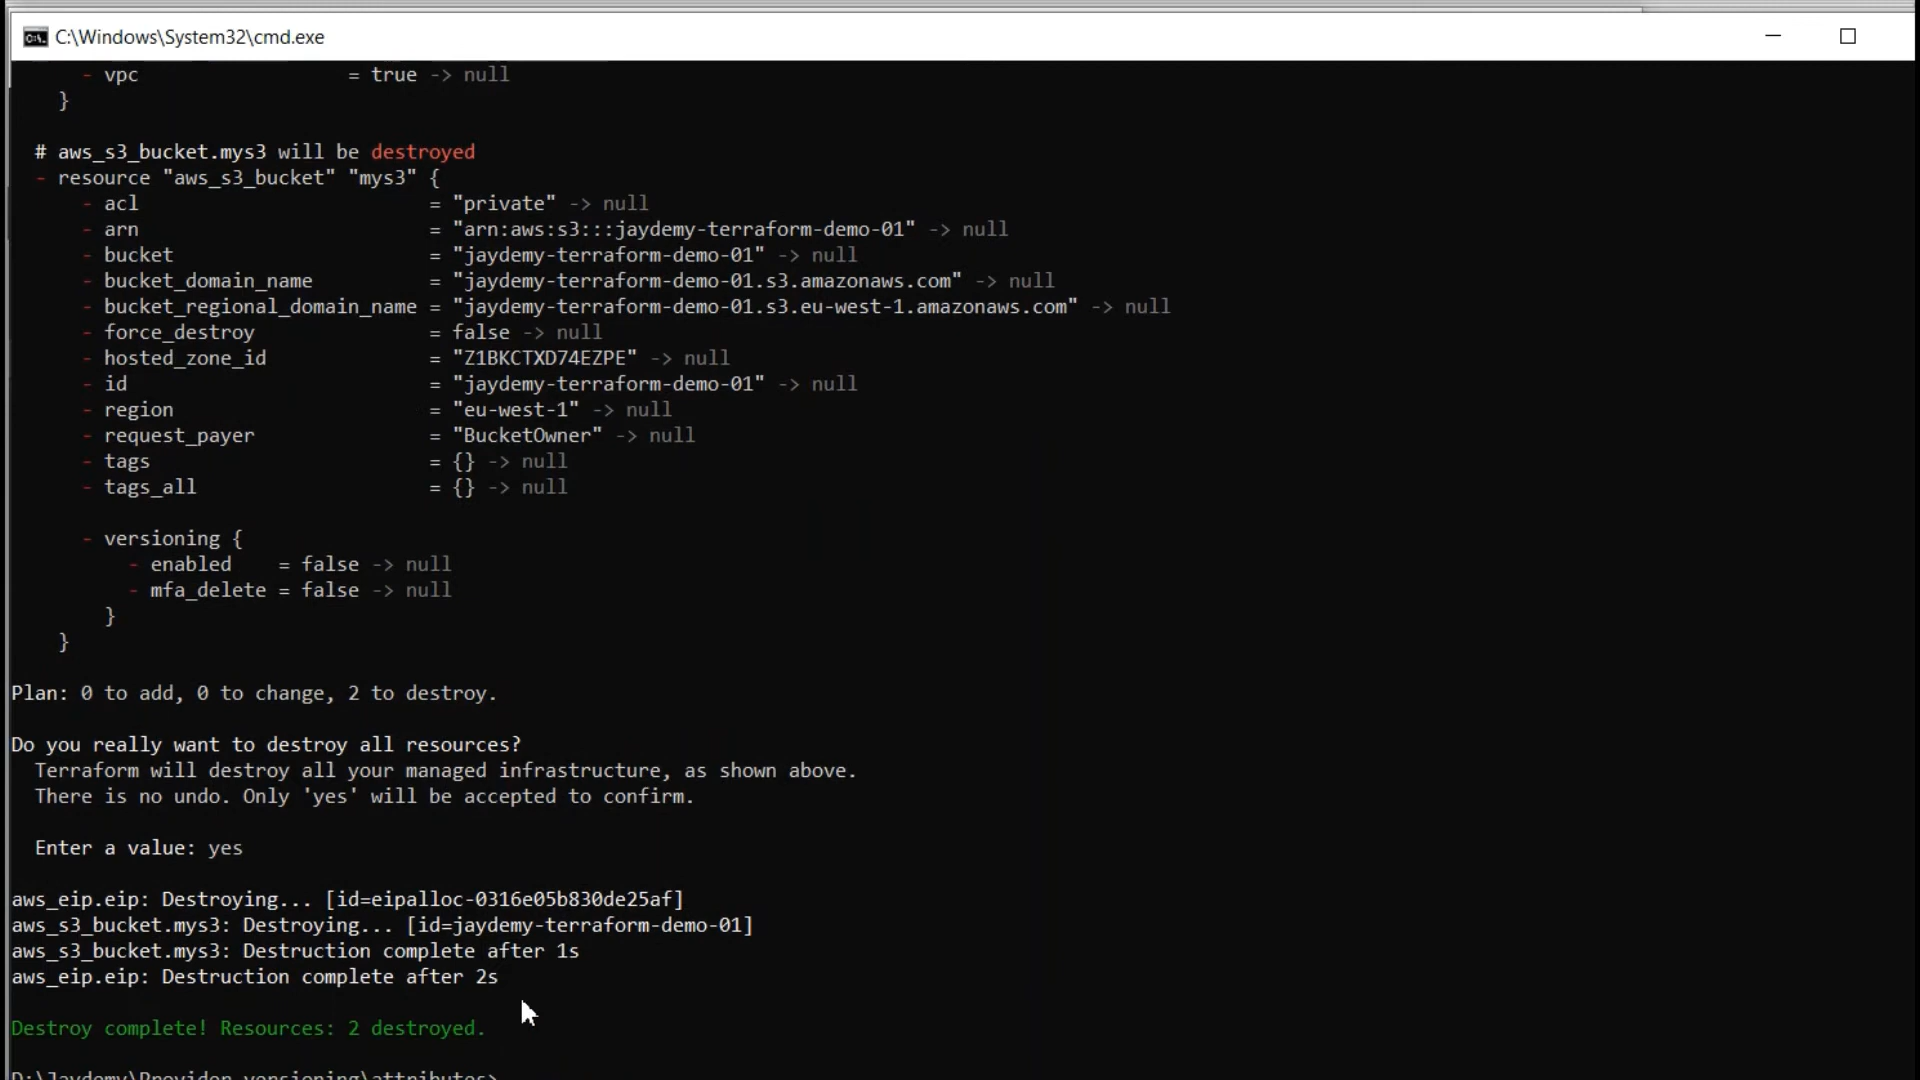 C:\Windows\System32\cmd.exe
- vpc = true -> null
}
# aws_s3_bucket.mys3 will be destroyed
- resource "aws_s3_bucket" "mys3" {
- acl = "private" -> null
- arn = "arn:aws:s3:::jaydemy-terraform-demo-01" -> null
- bucket = "jaydemy-terraform-demo-01" -> null
- bucket_domain_name = "jaydemy-terraform-demo-01.s3.amazonaws.com" -> null
- bucket_regional_domain_name = "jaydemy-terraform-demo-01.s3.eu-west-1.amazonaws.com" -> null
- force_destroy = false -> null
- hosted_zone_id = "Z1BKCTXD74EZPE" -> null
- id = "jaydemy-terraform-demo-01" -> null
- region = "eu-west-1" -> null
- request_payer = "BucketOwner" -> null
- tags = {} -> null
- tags_all = {} -> null
- versioning {
- enabled = false -> null
- mfa_delete = false -> null
}
}
Plan: 0 to add, 0 to change, 2 to destroy.
Do you really want to destroy all resources?
Terraform will destroy all your managed infrastructure, as shown above.
There is no undo. Only 'yes' will be accepted to confirm.
Enter a value: yes
aws_eip.eip: Destroying... [id=eipalloc-0316e05b830de25af]
aws_s3_bucket.mys3: Destroying... [id=jaydemy-terraform-demo-01]
aws_s3_bucket.mys3: Destruction complete after 1s
aws_eip.eip: Destruction complete after 2s
Destroy complete! Resources: 2 destroyed.
D:\Jaydemy\Provider versioning\attributes>